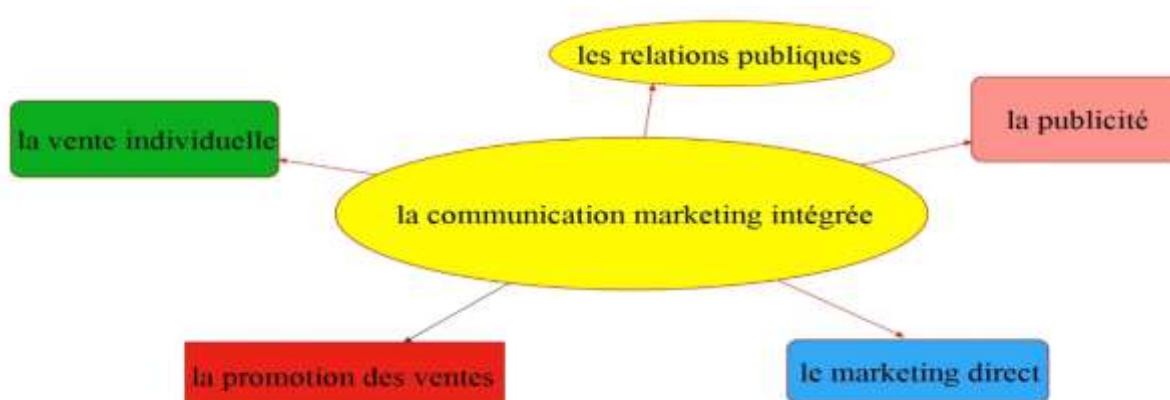 les relations publiques
la publicité
la vente individuelle
la communication marketing intégrée
la promotion des ventes
le marketing direct